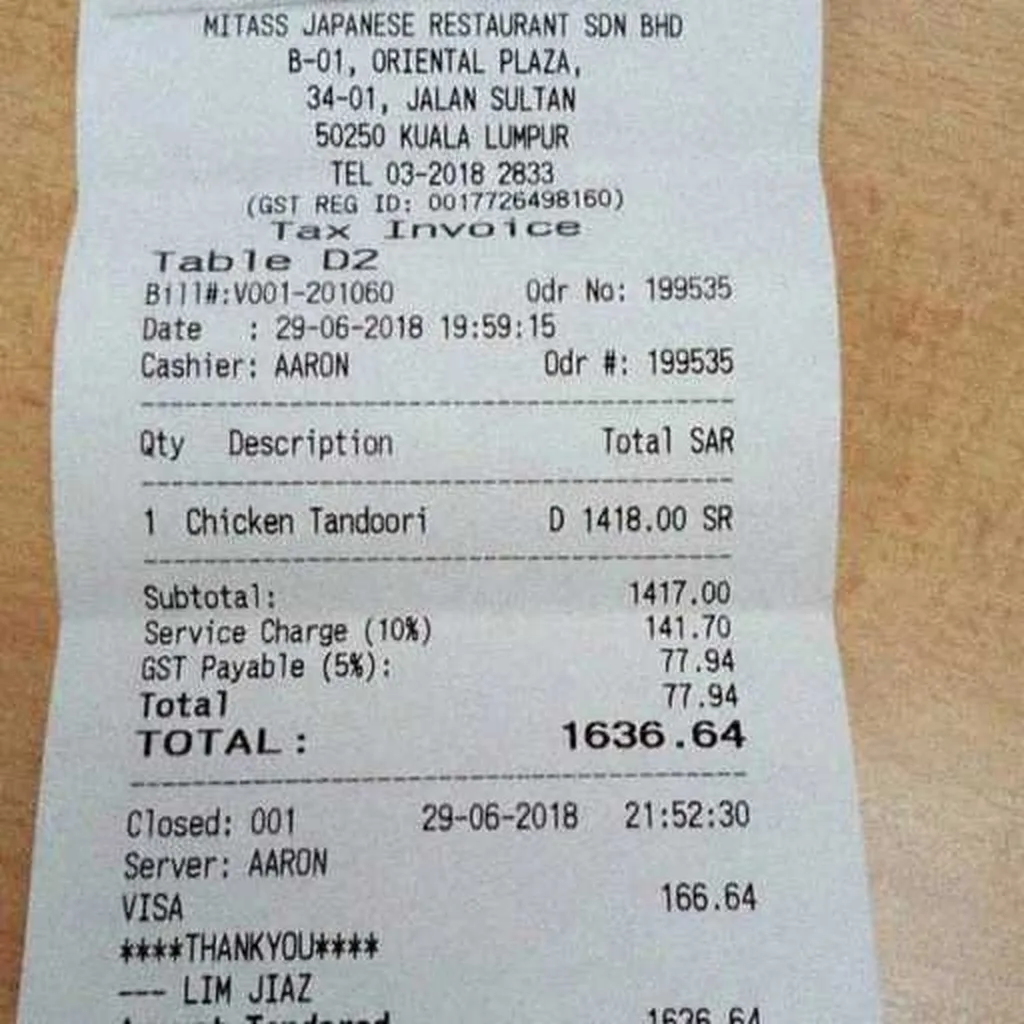 MITASS JAPANESE RESTAURANT SDN BHD
B-01, ORIENTAL PLAZA,
34-01, JALAN SULTAN
50250 KUALA LUMPUR
TEL 03-2018 2833
(GST REG ID: 0017726498160)
Tax Invoice
Table D2
Bill#:V001-201060 Odr No: 199535
Date : 29-06-2018 19:59:15
Cashier: AARON Odr #: 199535
Qty Description Total SAR
1 Chicken Tandoori D 1418.00 SR
Subtotal: 1417.00
Service Charge (10%) 141.70
GST Payable (5%): 77.94
Total 77.94
TOTAL: 1636.64
Closed: 001 29-06-2018 21:52:30
Server: AARON
VISA 166.64
****THANKYOU****
--- LIM JIAZ
Tendered 1636.64